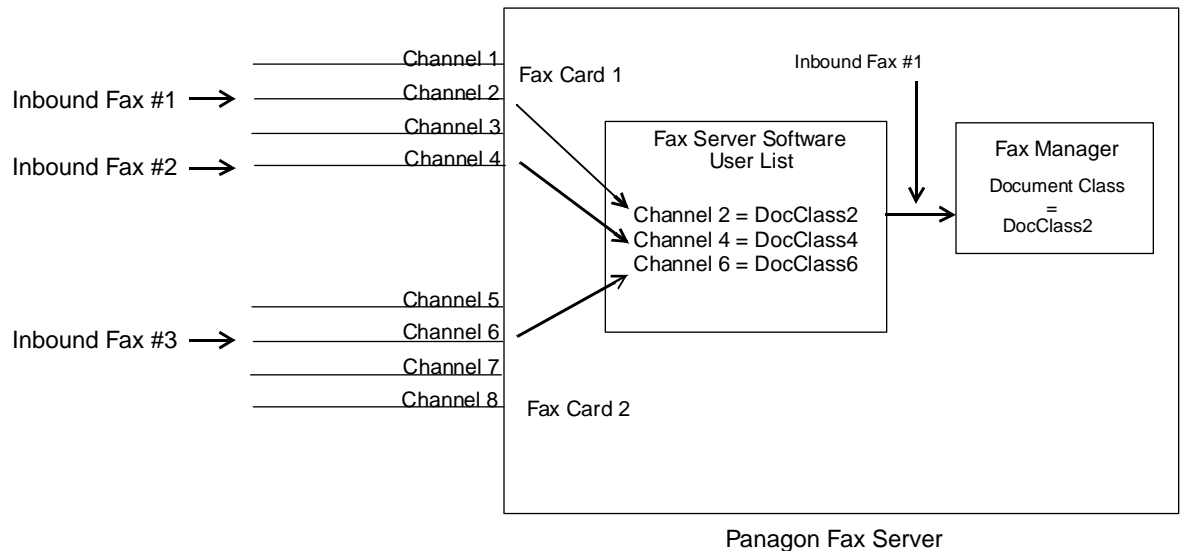 Channel 1
Fax Card 1
Inbound Fax #1
Inbound Fax #1
Channel 2
Channel 3
Inbound Fax #2
Channel 4
Fax Server Software
User List
Channel 2 = DocClass2
Channel 4 = DocClass4
Channel 6 = DocClass6
Fax Manager
Document Class
=
DocClass2
Channel 5
Inbound Fax #3
Channel 6
Channel 7
Channel 8
Fax Card 2
Panagon Fax Server